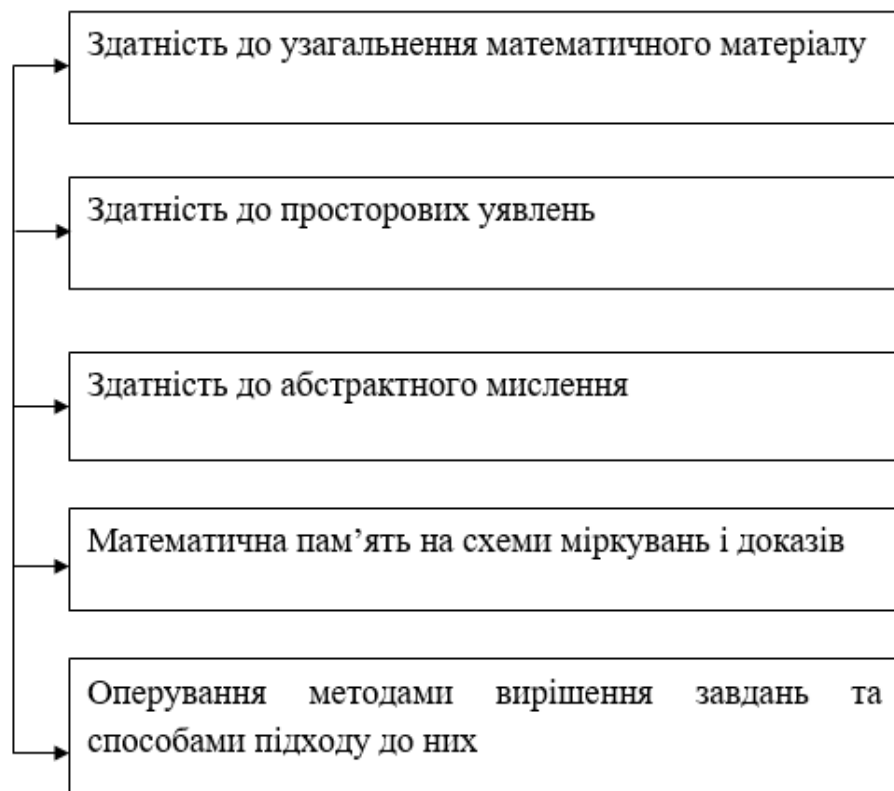 Здатність до узагальнення математичного матеріалу
Здатність до просторових уявлень
Здатність до абстрактного мислення
Математична пам’ять на схеми міркувань і доказів
Оперування методами вирішення завдань та
способами підходу до них